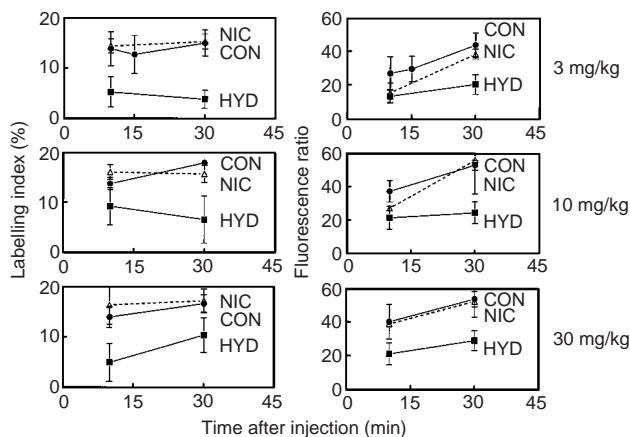 20
10
0
NIC
CON
HYD
0 15 30 45
60
40
20
0
CON
NIC
HYD
0 15 30 45
3 mg/kg
20
10
0
CON
NIC
HYD
0 15 30 45
60
40
20
0
CON
NIC
HYD
0 15 30 45
10 mg/kg
20
10
0
NIC
CON
HYD
0 15 30 45
60
40
20
0
CON
NIC
HYD
0 15 30 45
30 mg/kg
Labelling index (%)
Fluorescence ratio
Time after injection (min)